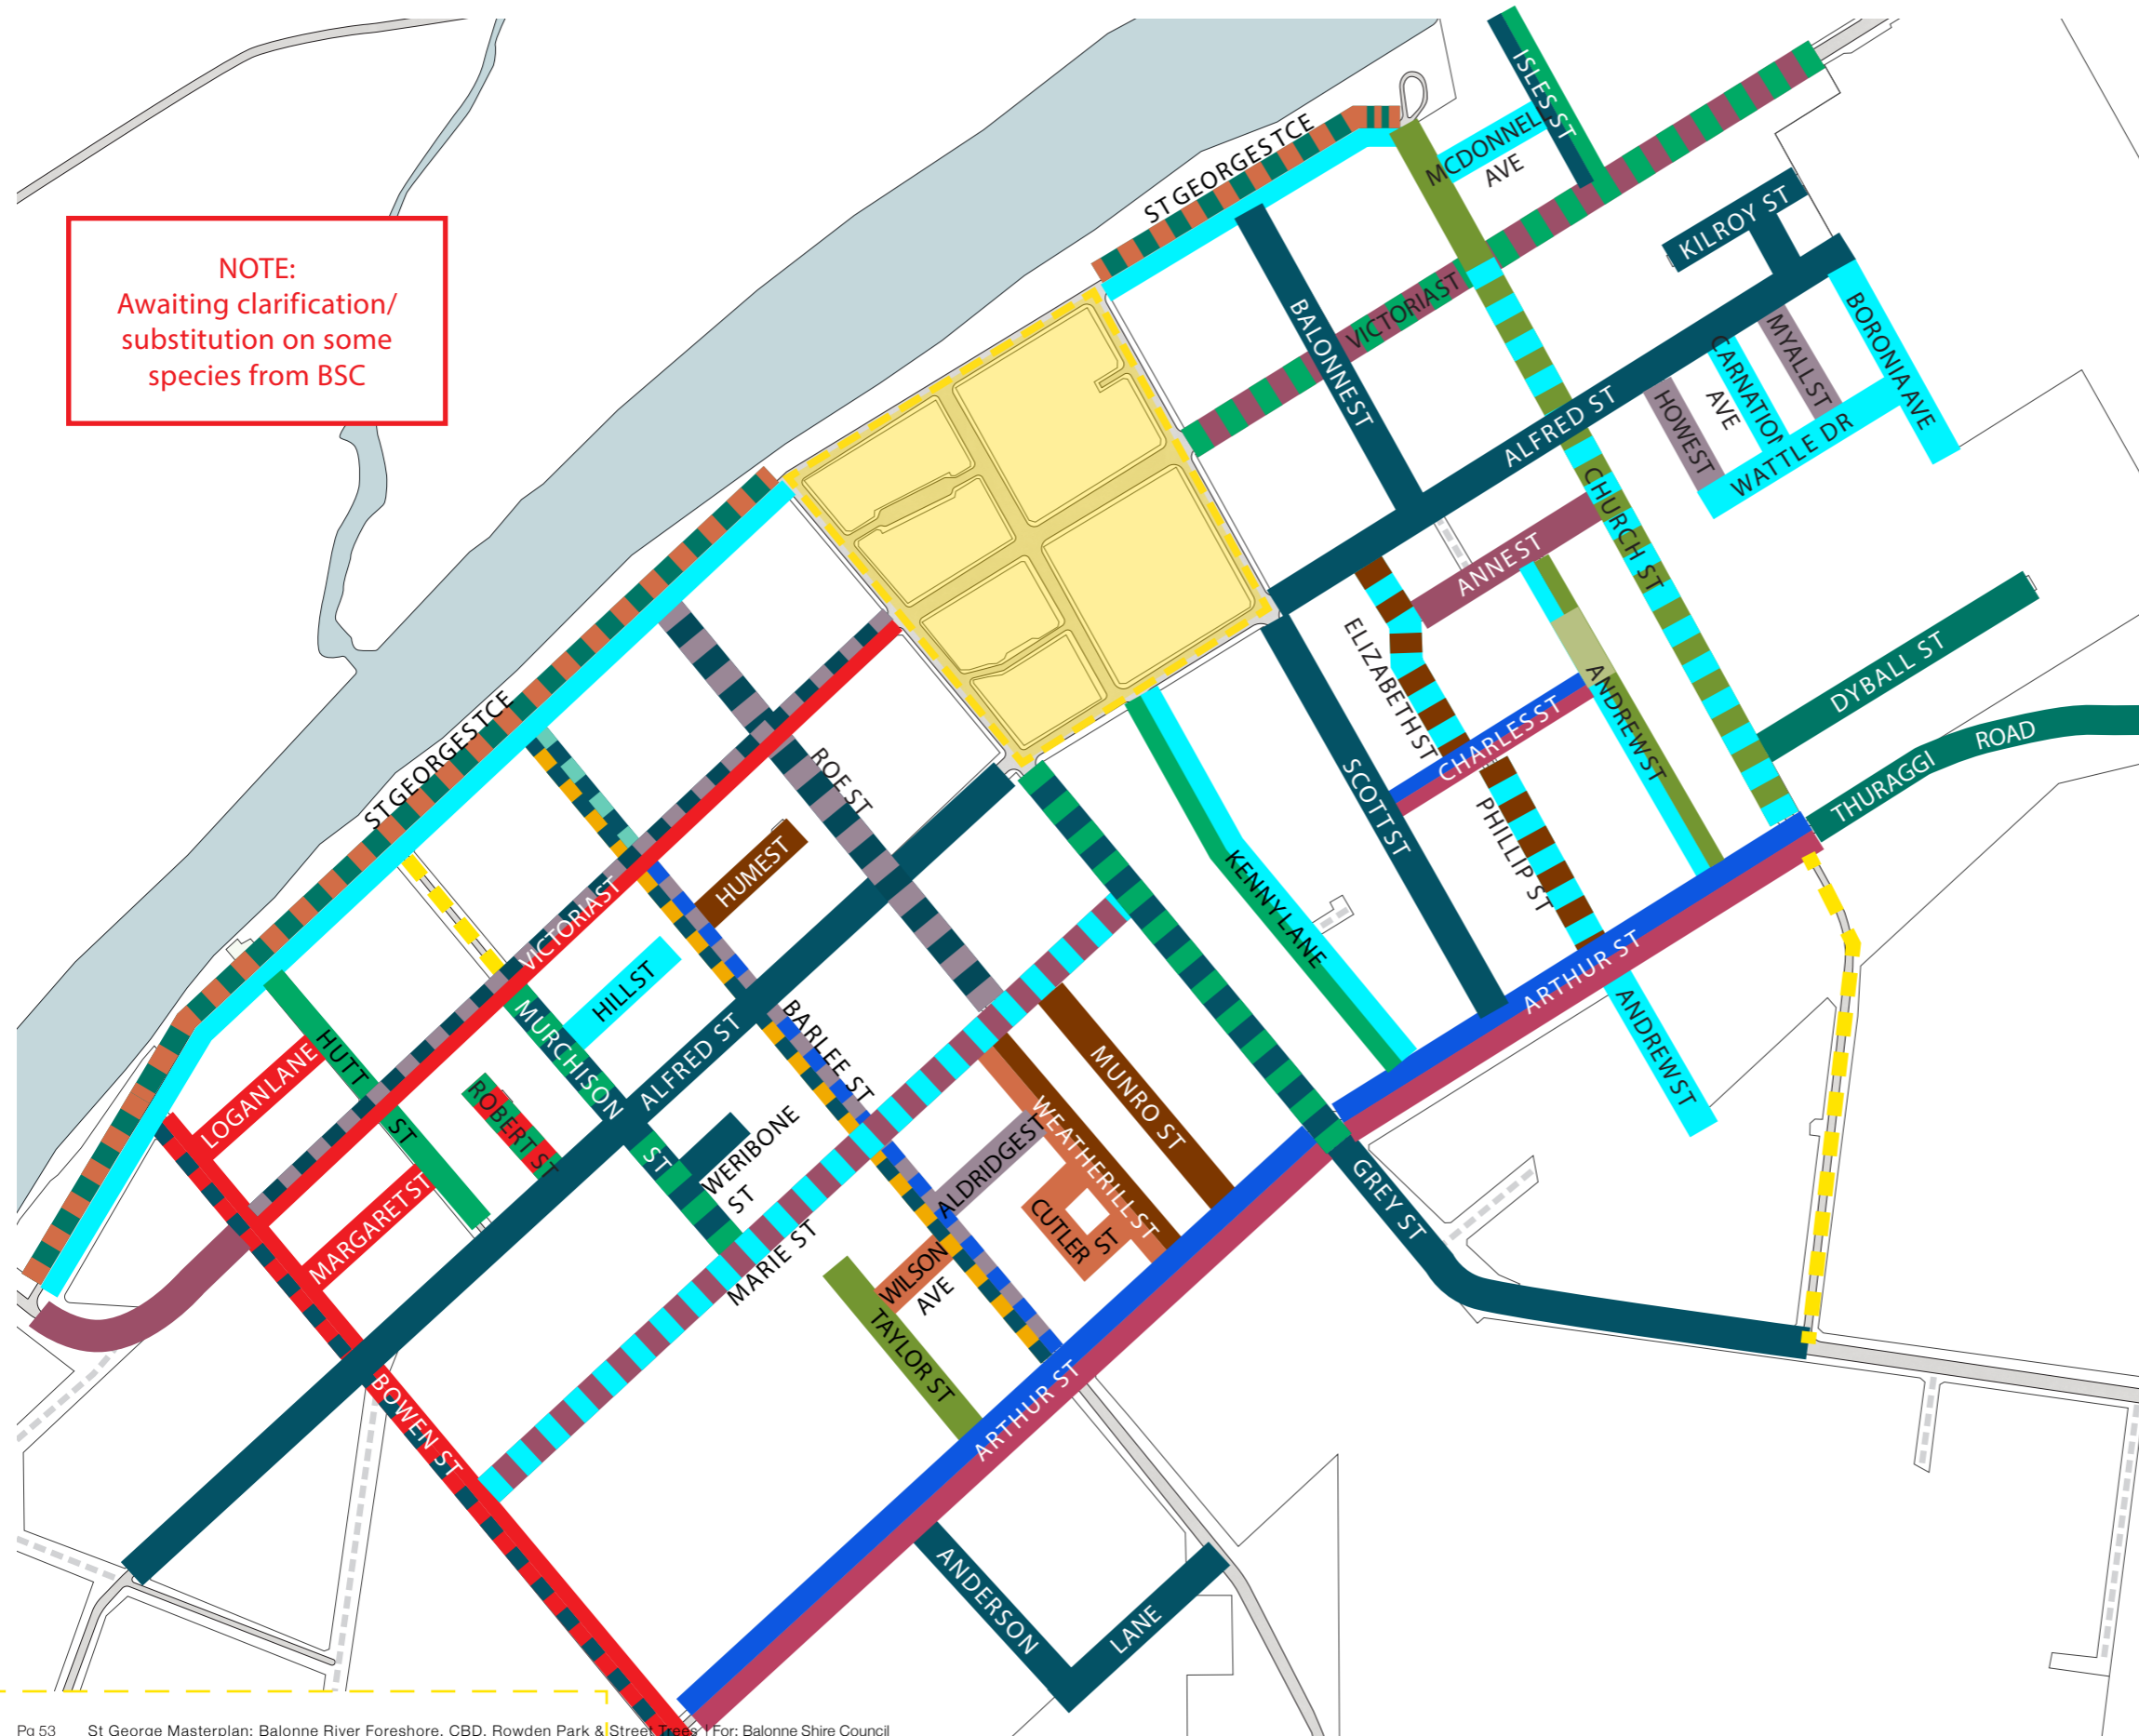 NOTE:
Awaiting clarification/
substitution on some
species from BSC
ISLES ST
ST GEORGES TCE
MCDONNELL
AVE
KILROY ST
VICTORIA ST
BALONNE ST
BORONIA AVE
MYALL ST
CARNATION
AVE
HOWE ST
WATTLE DR
ALFRED ST
CHURCH ST
ANNE ST
ELIZABETH ST
ANDREW ST
CHARLES ST
DYBALL ST
THURAGGI
ROAD
SCOTT ST
PHILLIP ST
KENNY LANE
ARTHUR ST
ANDREW ST
ST GEORGES TCE
ROE ST
HUME ST
VICTORIA ST
HILL ST
MURCHISON
ST
ALFRED ST
BARLEE ST
HUTT
ST
LOGAN LANE
ROBERT ST
MARGARET ST
WERIBONE
ST
MARIE ST
MUNRO ST
WEATHERILL ST
ALDRIDGE ST
CUTLER
ST
WILSON
AVE
TAYLOR ST
GREY ST
BOWEN ST
ARTHUR ST
ANDERSON
LANE
Pg 53 St George Masterplan: Balonne River Foreshore, CBD, Rowden Park & Street Trees | For: Balonne Shire Council